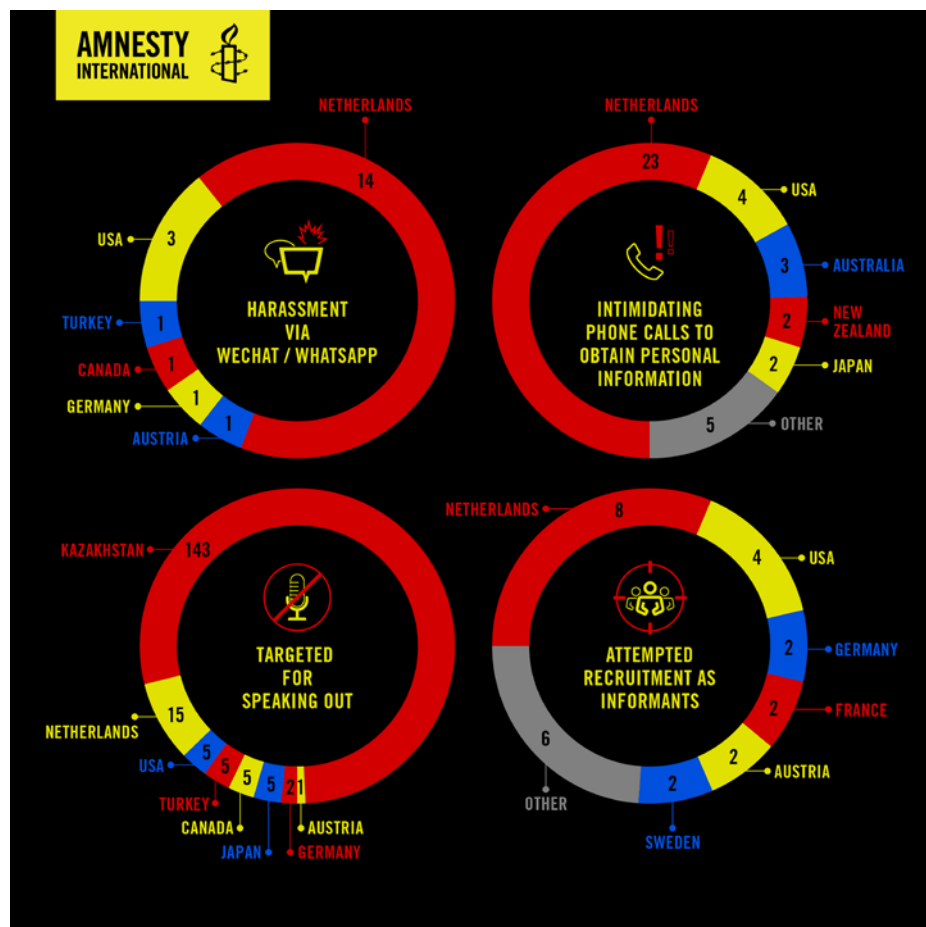 AMNESTY
INTERNATIONAL
NETHERLANDS
14
USA
3
TURKEY
1
CANADA
1
GERMANY
1
AUSTRIA
1
HARASSMENT
VIA
WECHAT / WHATSAPP
NETHERLANDS
23
USA
4
AUSTRALIA
3
NEW
ZEALAND
2
JAPAN
2
OTHER
5
INTIMIDATING
PHONE CALLS TO
OBTAIN PERSONAL
INFORMATION
KAZAKHSTAN
143
NETHERLANDS
15
USA
5
TURKEY
5
CANADA
5
JAPAN
5
GERMANY
2
AUSTRIA
1
TARGETED
FOR
SPEAKING OUT
NETHERLANDS
8
USA
4
GERMANY
2
FRANCE
2
AUSTRIA
2
SWEDEN
2
OTHER
6
ATTEMPTED
RECRUITMENT AS
INFORMANTS